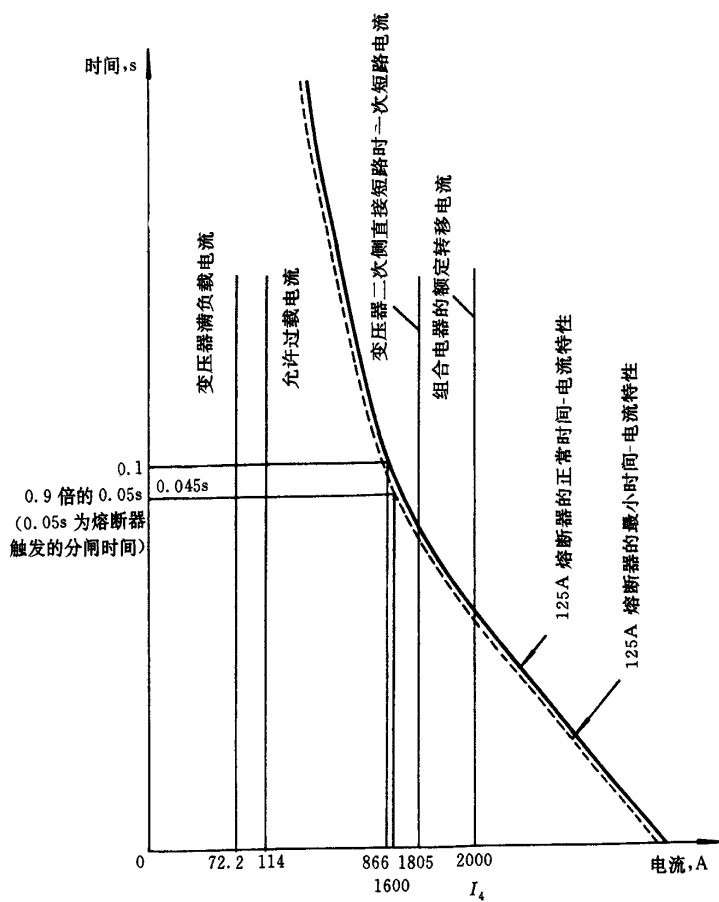 时间,s
变压器满负载电流
允许过载电流
变压器二次侧直接短路时一次短路电流
组合电器的额定转移电流
125A 熔断器的正常时间-电流特性
125A 熔断器的最小时间-电流特性
0.1
0.9 倍的 0.05s
0.045s
(0.05s 为熔断器
触发的分闸时间)
0
72.2
114
866
1805
2000
电流,A
1600
I₄